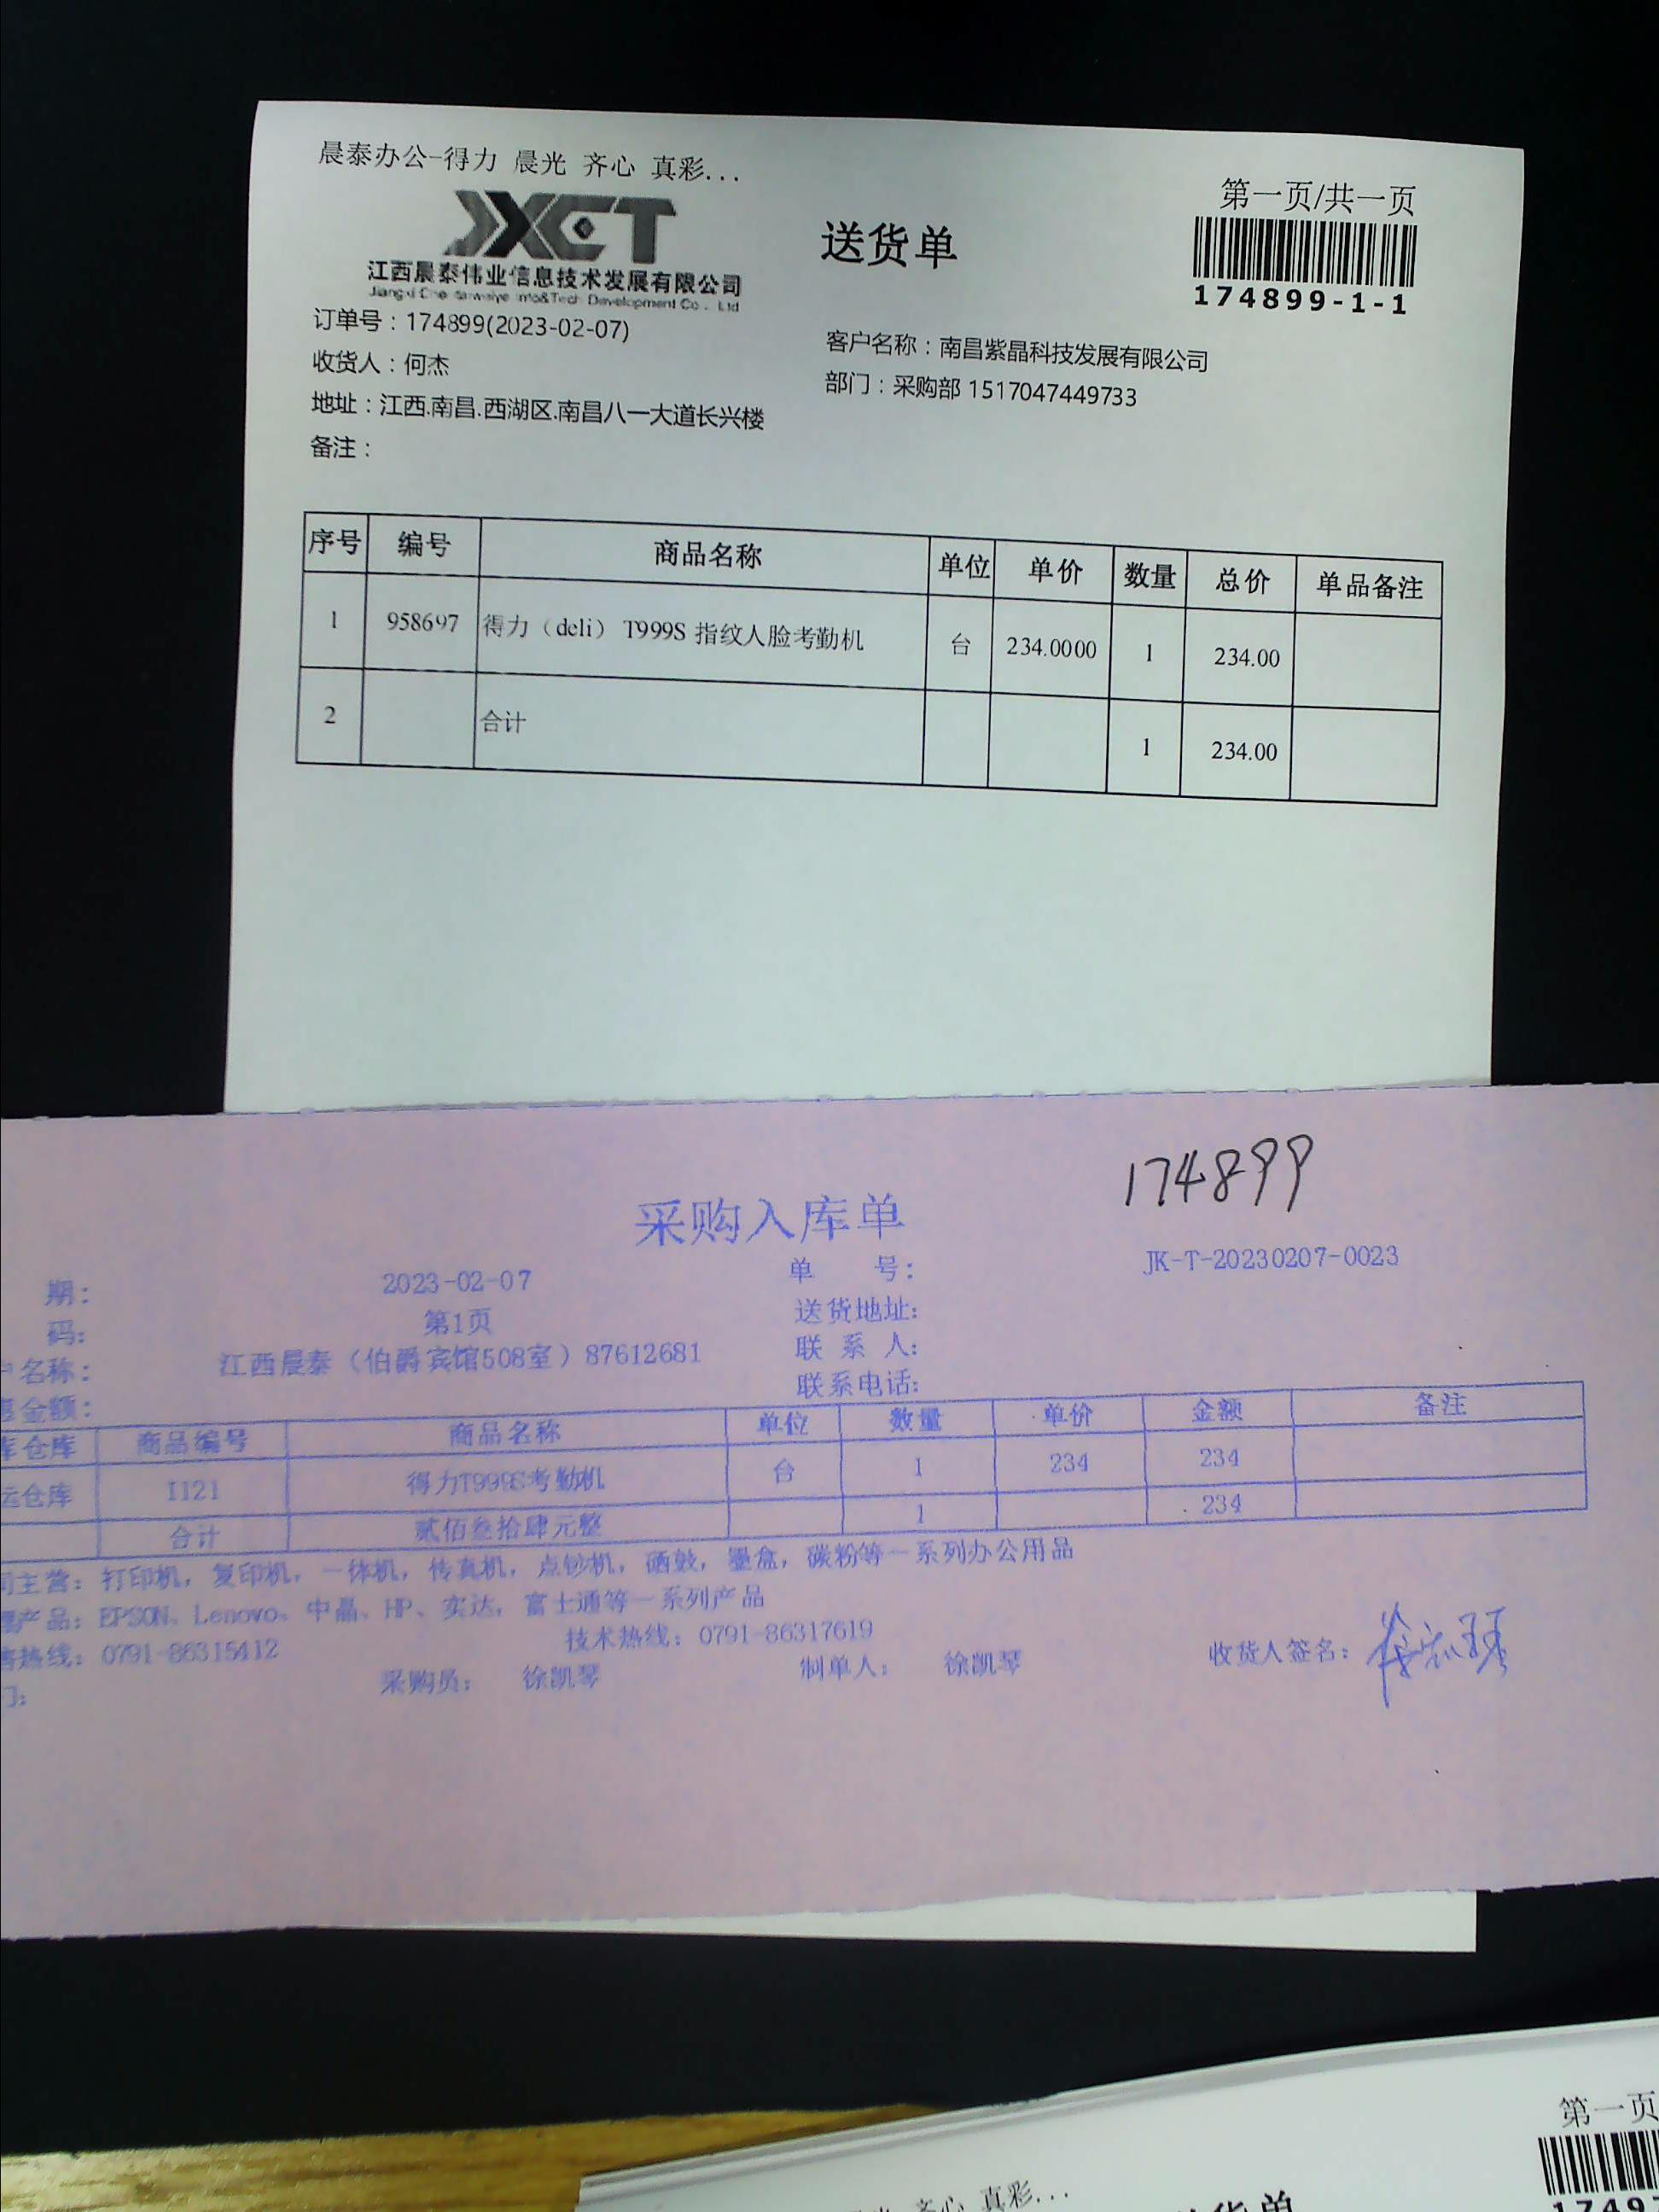 晨泰办公-得力 晨光 齐心 真彩...
第一页/共一页
XCT
送货单
江西晨泰伟业信息技术发展有限公司
174899-1-1
订单号：174899(2023-02-07)
客户名称：南昌紫晶科技发展有限公司
收货人：何杰
部门：采购部 1517047449733
地址：江西.南昌.西湖区.南昌八一大道长兴楼
备注：
序号 编号 商品名称 单位 单价 数量 总价 单品备注
1 958697 得力（deli） T999S 指纹人脸考勤机 台 234.0000 1 234.00
2 合计 1 234.00
174899
采购入库单
期: 2023-02-07 单 号: JK-T-20230207-0023
码: 第1页 送货地址:
名称: 江西晨泰（伯爵宾馆508室）87612681 联 系 人:
金额: 联系电话:
库仓库 商品编号 商品名称 单位 数量 单价 金额 备注
运仓库 I121 得力T999S考勤机 台 1 234 234
合计 贰佰叁拾肆元整 1 234
司主营: 打印机, 复印机, 一体机, 传真机, 点钞机, 硒鼓, 墨盒, 碳粉等一系列办公用品
理产品: EPSON、Lenovo、中晶、HP、实达, 富士通等一系列产品
售热线: 0791-86315412 技术热线: 0791-86317619
门: 采购员: 徐凯琴 制单人: 徐凯琴 收货人签名:
第一页
齐心 真彩...
货单